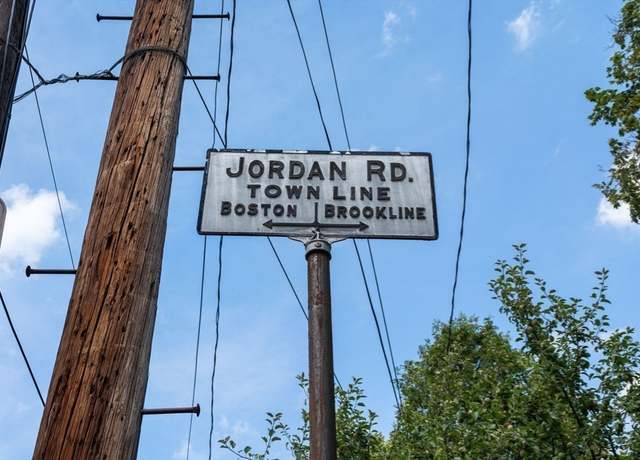 JORDAN RD.
TOWN LINE
BOSTON BROOKLINE